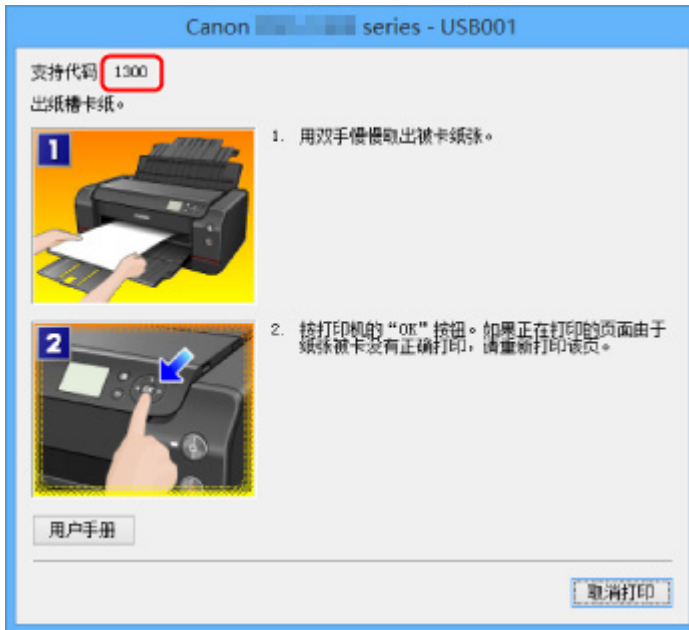 Canon series - USB001
支持代码 1300
出纸槽卡纸。
1
1. 用双手慢慢取出被卡纸张。
2
2. 按打印机的“OK”按钮。如果正在打印的页面由于
纸张被卡没有正确打印，请重新打印该页。
OK
用户手册
取消打印